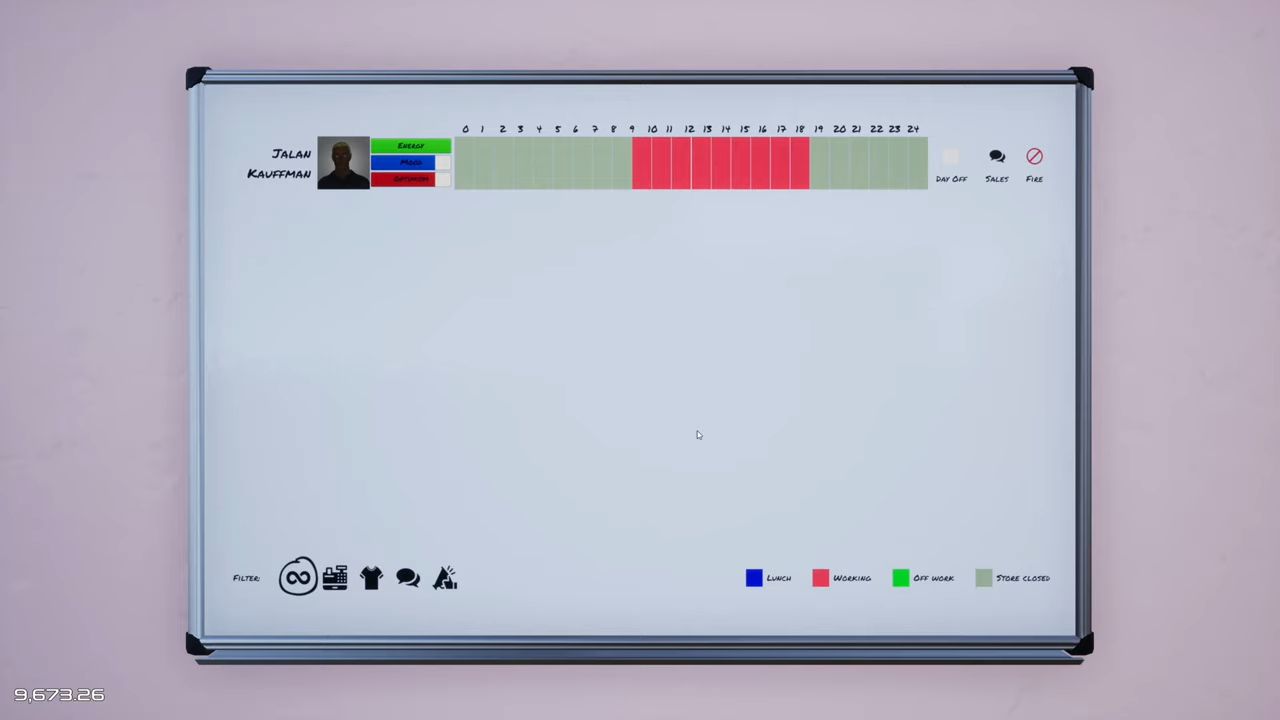 0 1 2 3 4 5 6 7 8 9 10 11 12 13 14 15 16 17 18 19 20 21 22 23 24
Jalan
Kauffman
Energy
Mood
Optimism
Day Off
Sales
Fire
Filter:
Lunch
Working
Off work
Store closed
9,673.26